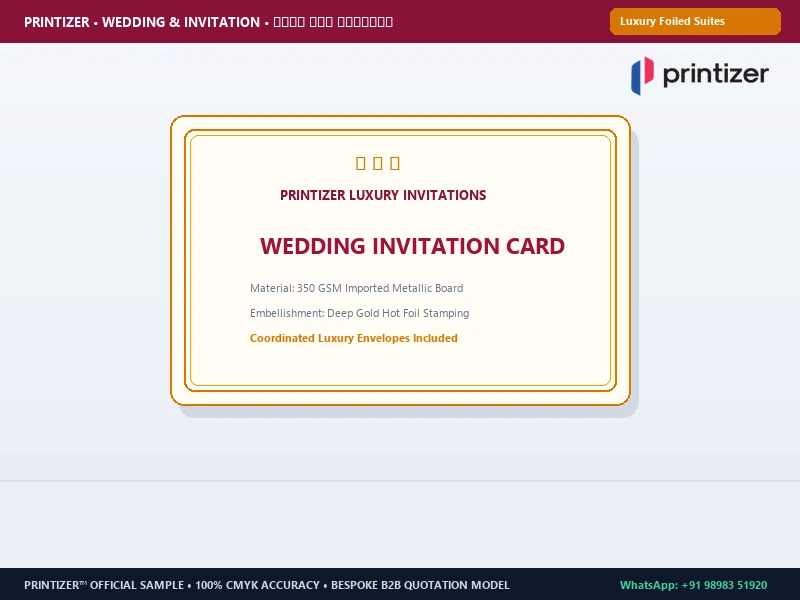 PRINTIZER • WEDDING & INVITATION •
Luxury Foiled Suites
printizer
PRINTIZER LUXURY INVITATIONS
WEDDING INVITATION CARD
Material: 350 GSM Imported Metallic Board
Embellishment: Deep Gold Hot Foil Stamping
Coordinated Luxury Envelopes Included
PRINTIZER™ OFFICIAL SAMPLE • 100% CMYK ACCURACY • BESPOKE B2B QUOTATION MODEL
WhatsApp: +91 98983 51920